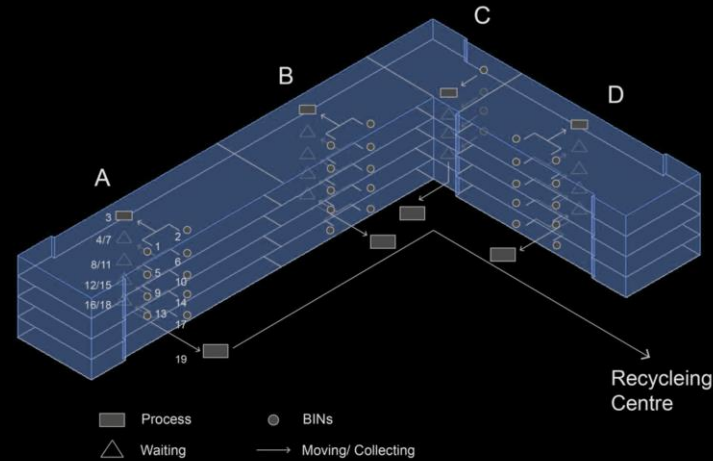 C
B
D
A
3
2
4/7
1
6
8/11
5
10
12/15
9
14
16/18
13
17
19
Recycleing
Centre
Process
BINs
Waiting
Moving/ Collecting